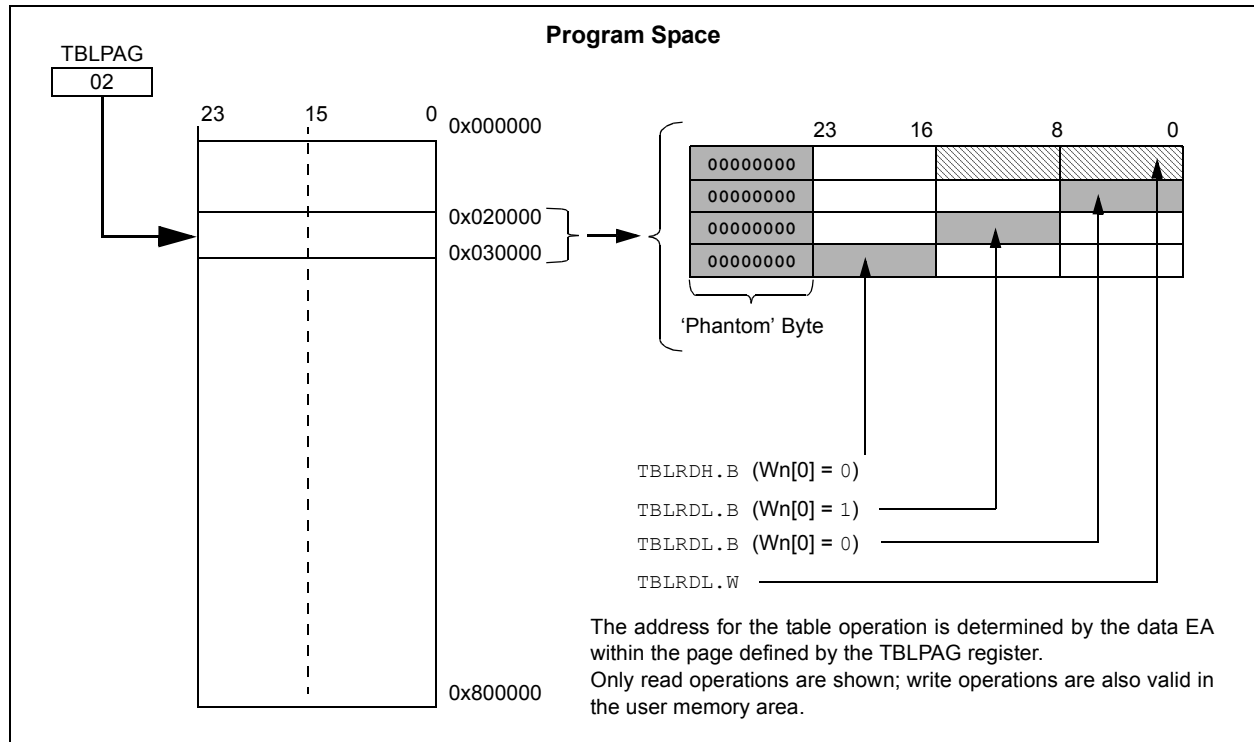 Program Space
TBLPAG
02
23 15 0
0x000000
0x020000
0x030000
0x800000
23 16 8 0
00000000
00000000
00000000
00000000
‘Phantom’ Byte
TBLRDH.B (Wn[0] = 0)
TBLRDL.B (Wn[0] = 1)
TBLRDL.B (Wn[0] = 0)
TBLRDL.W
The address for the table operation is determined by the data EA
within the page defined by the TBLPAG register.
Only read operations are shown; write operations are also valid in
the user memory area.